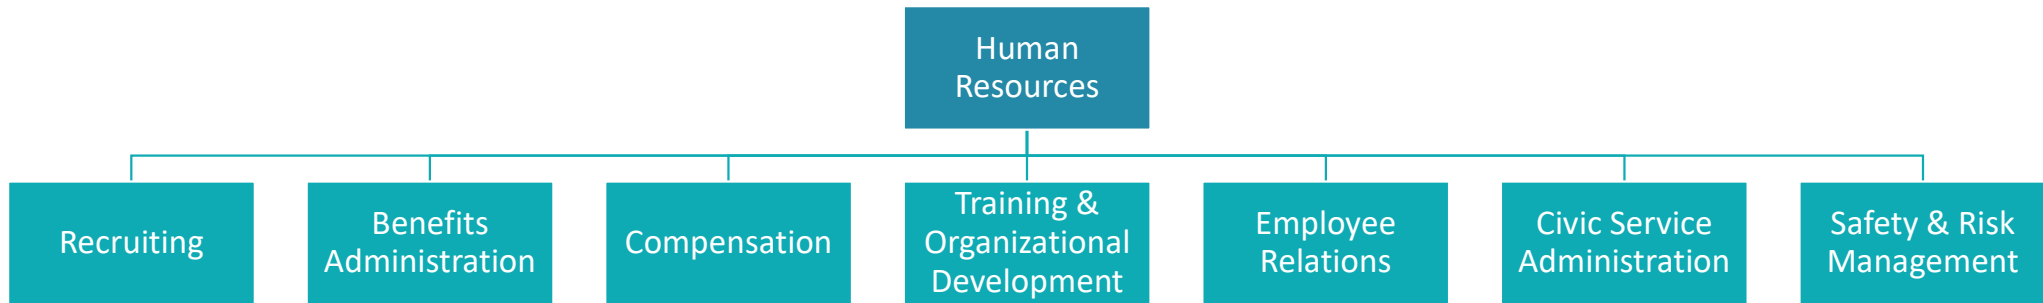 Human
Resources
Recruiting
Benefits
Administration
Compensation
Training &
Organizational
Development
Employee
Relations
Civic Service
Administration
Safety & Risk
Management